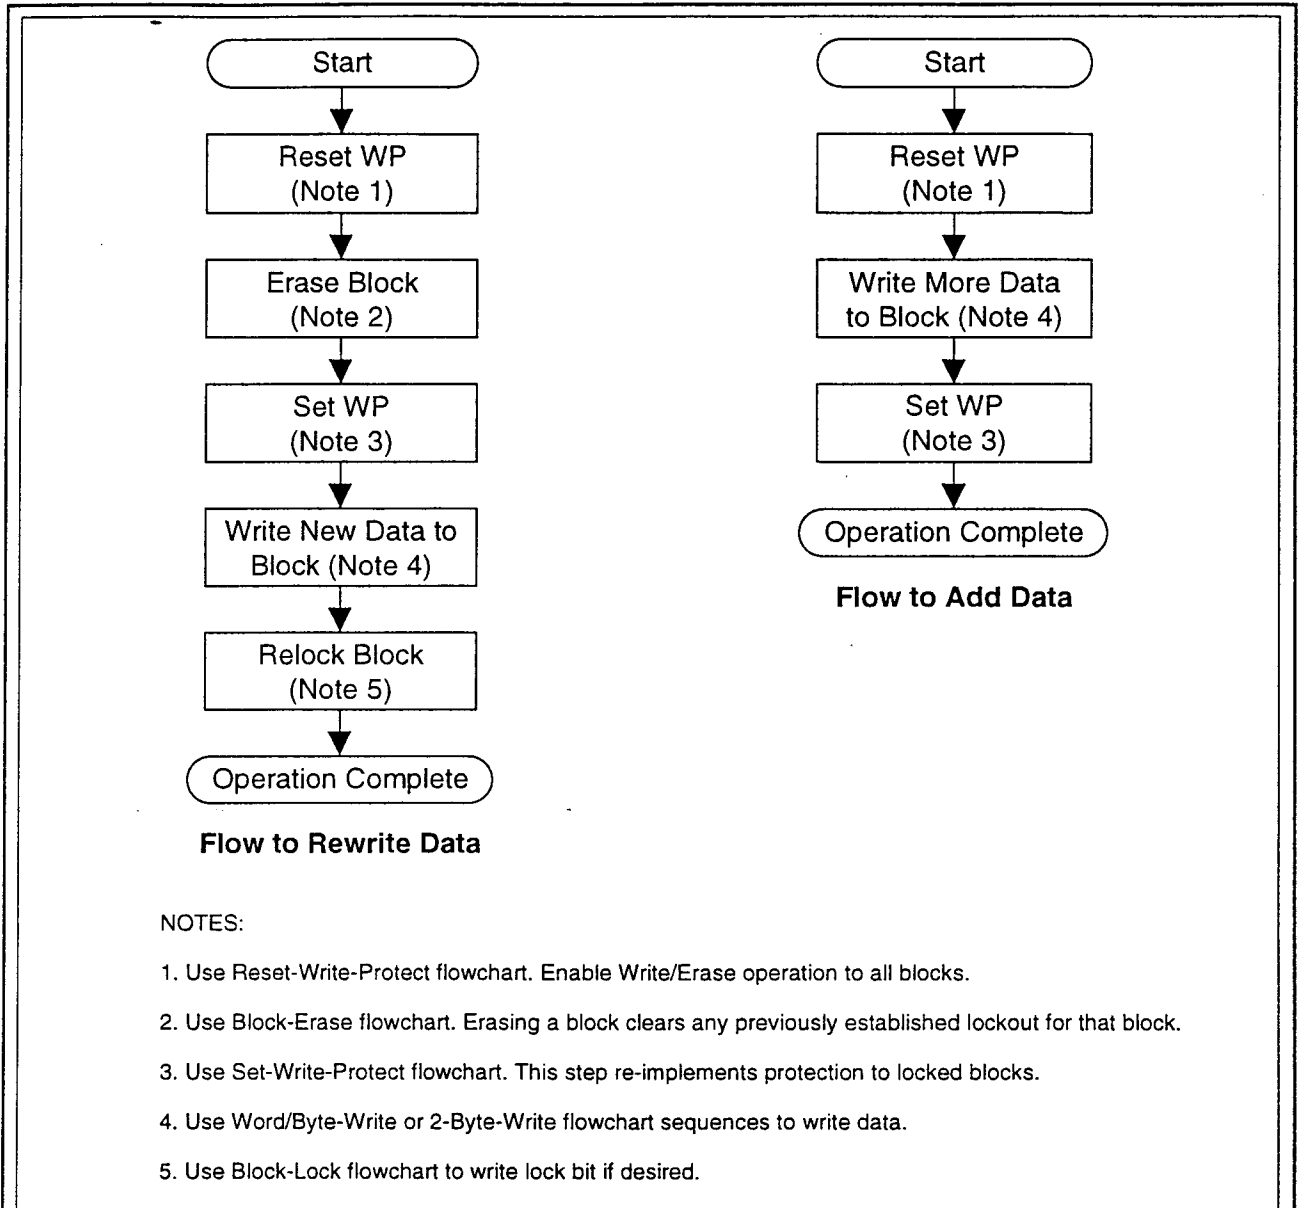 Start
Reset WP
(Note 1)
Erase Block
(Note 2)
Set WP
(Note 3)
Write New Data to
Block (Note 4)
Relock Block
(Note 5)
Operation Complete
Flow to Rewrite Data
Start
Reset WP
(Note 1)
Write More Data
to Block (Note 4)
Set WP
(Note 3)
Operation Complete
Flow to Add Data
NOTES:
1. Use Reset-Write-Protect flowchart. Enable Write/Erase operation to all blocks.
2. Use Block-Erase flowchart. Erasing a block clears any previously established lockout for that block.
3. Use Set-Write-Protect flowchart. This step re-implements protection to locked blocks.
4. Use Word/Byte-Write or 2-Byte-Write flowchart sequences to write data.
5. Use Block-Lock flowchart to write lock bit if desired.